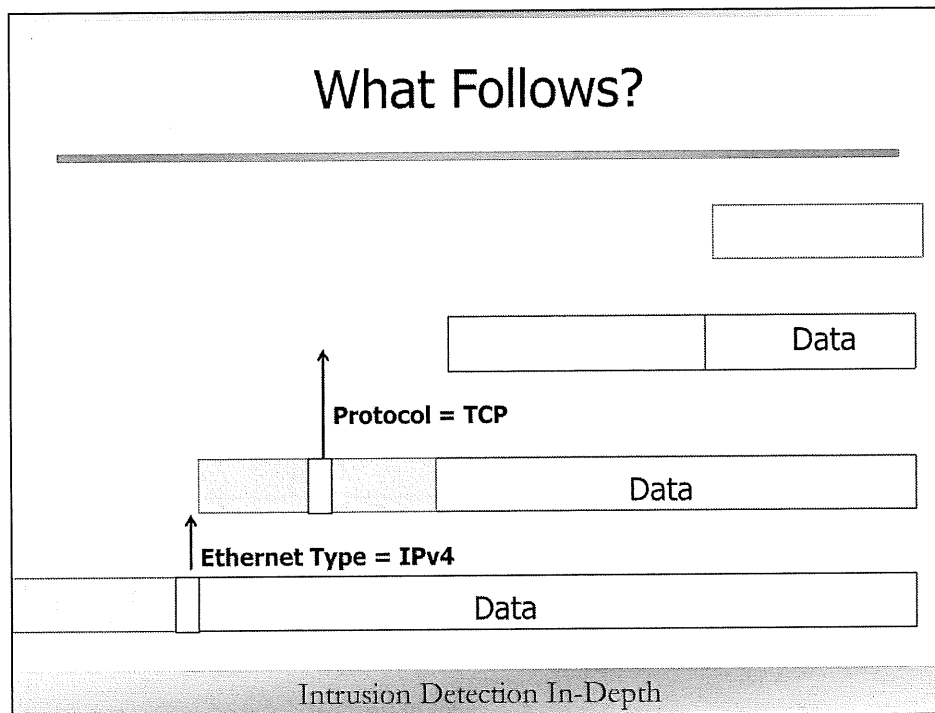 What Follows?
Data
Protocol = TCP
Data
Ethernet Type = IPv4
Data
Intrusion Detection In-Depth